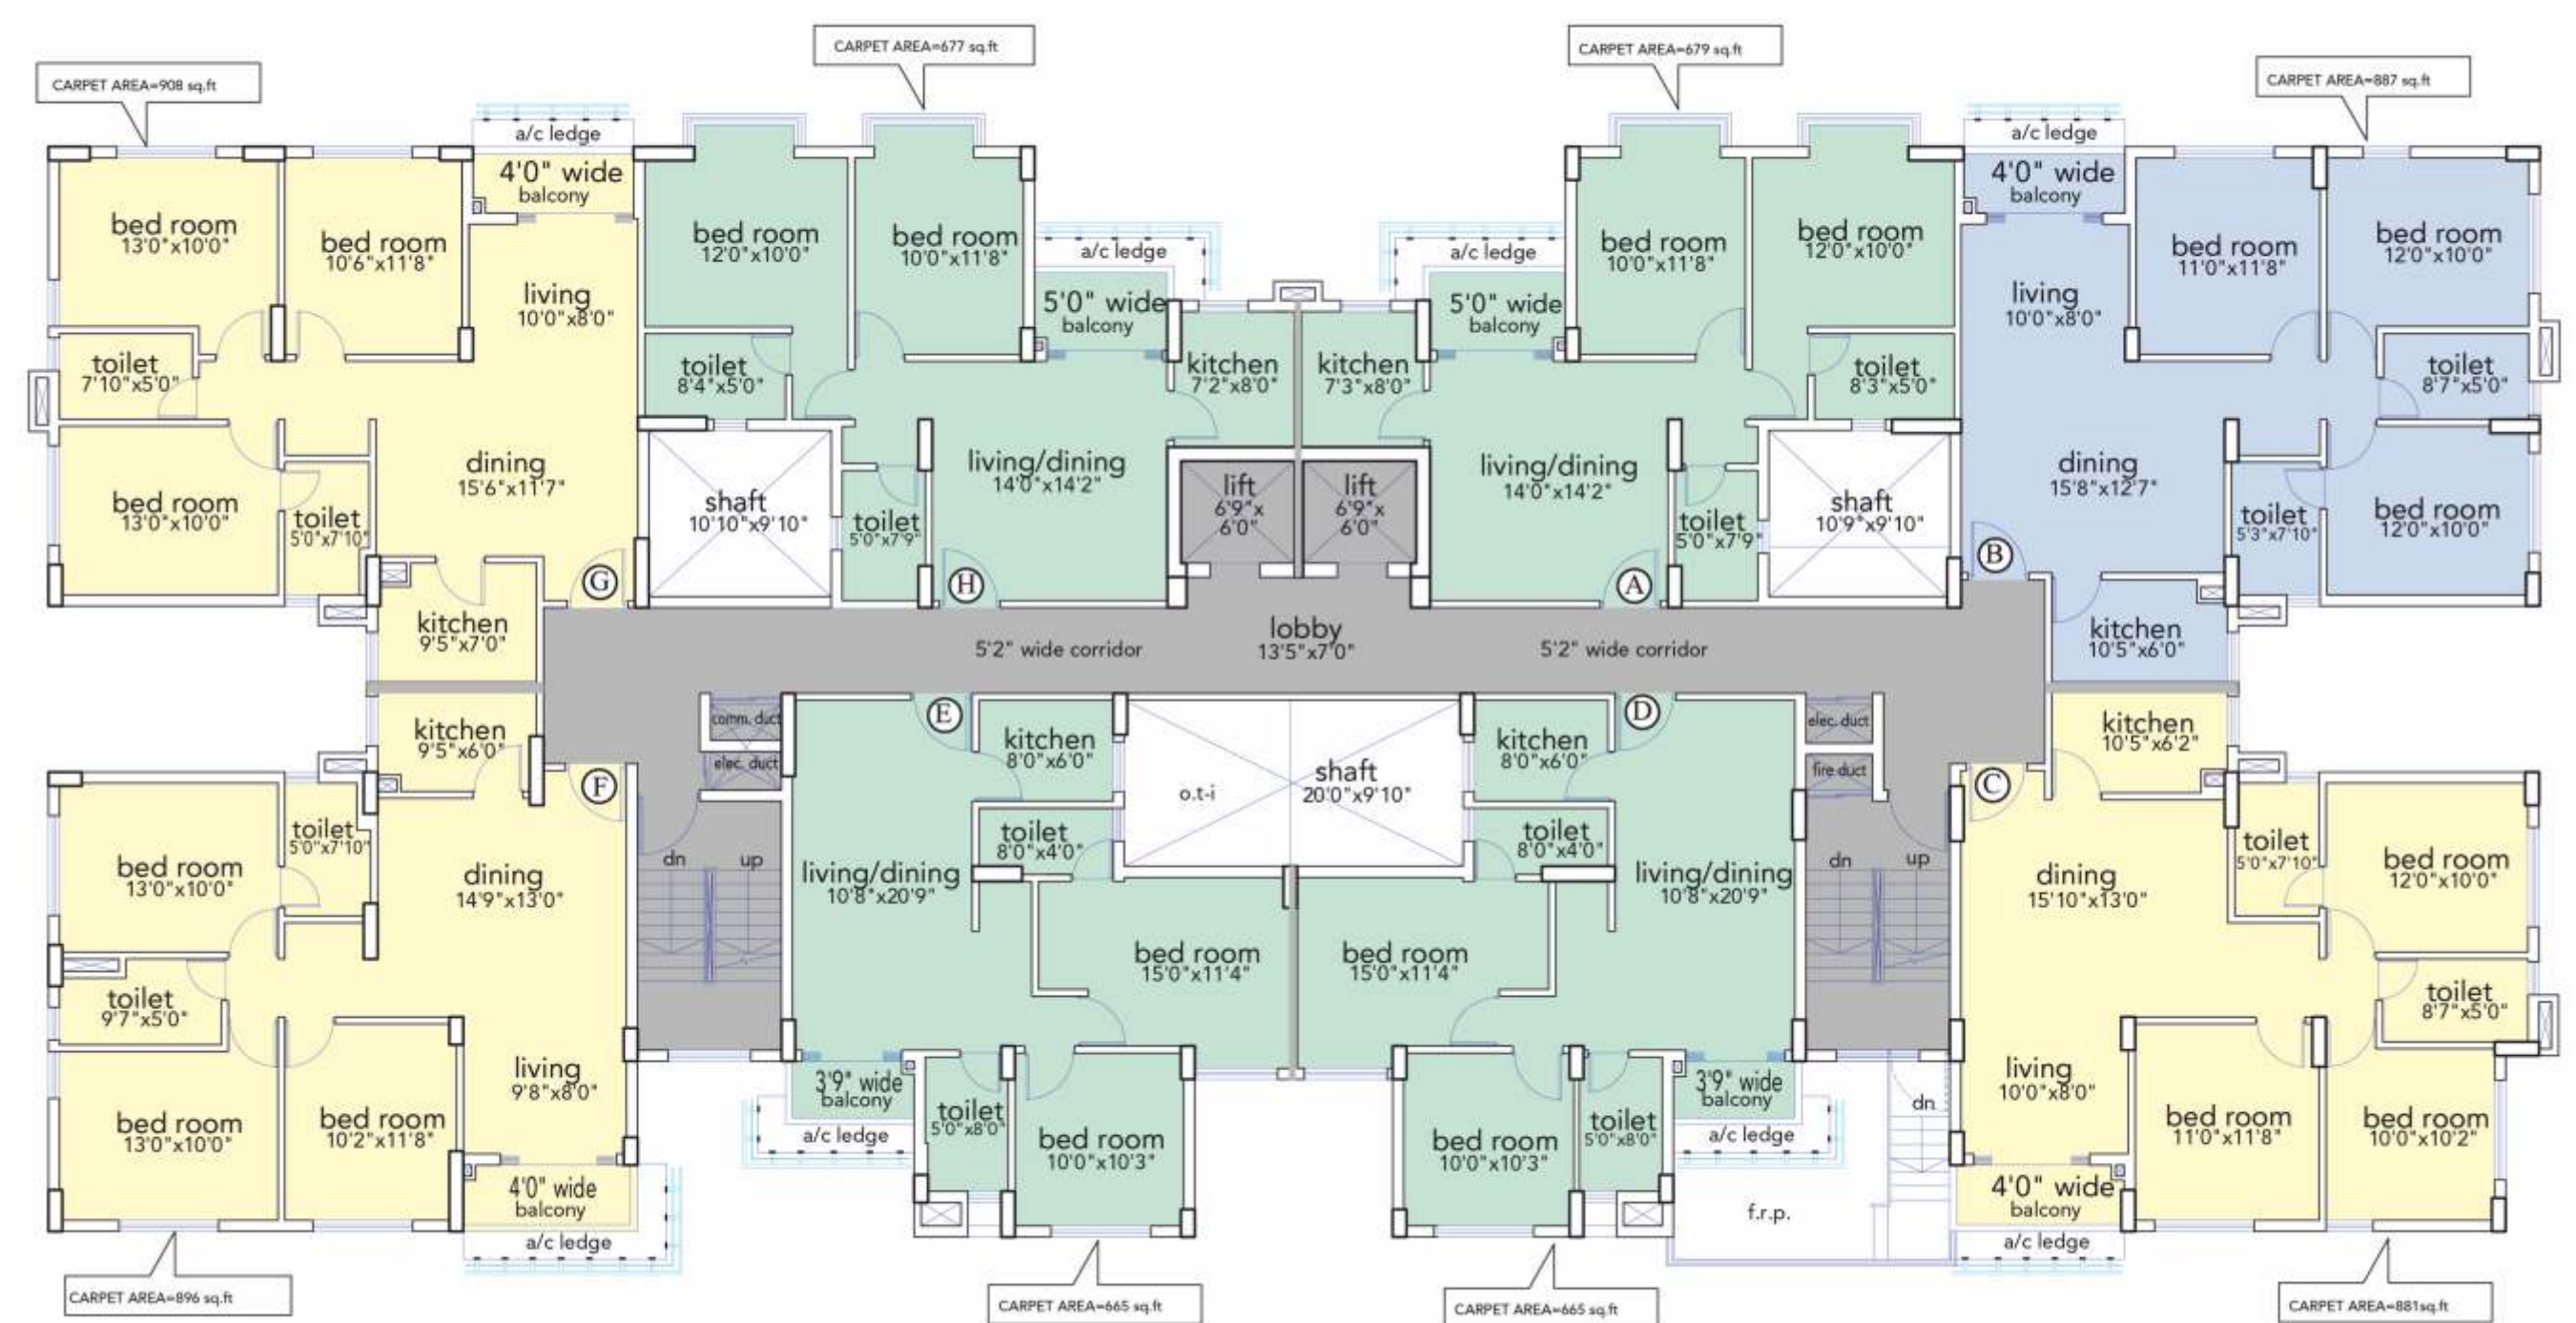 CARPET AREA=908 sq.ft
CARPET AREA=677 sq.ft
CARPET AREA=679 sq.ft
CARPET AREA=887 sq.ft
a/c ledge
4'0" wide
balcony
bed room
13'0"x10'0"
bed room
10'6"x11'8"
living
10'0"x8'0"
toilet
7'10"x5'0"
bed room
13'0"x10'0"
toilet
5'0"x7'10"
dining
15'6"x11'7"
kitchen
9'5"x7'0"
G
bed room
12'0"x10'0"
bed room
10'0"x11'8"
a/c ledge
5'0" wide
balcony
toilet
8'4"x5'0"
kitchen
7'2"x8'0"
shaft
10'10"x9'10"
toilet
5'0"x7'9"
living/dining
14'0"x14'2"
H
lift
6'9"x
6'0"
lift
6'9"x
6'0"
a/c ledge
5'0" wide
balcony
bed room
10'0"x11'8"
bed room
12'0"x10'0"
kitchen
7'3"x8'0"
toilet
8'3"x5'0"
living/dining
14'0"x14'2"
toilet
5'0"x7'9"
shaft
10'9"x9'10"
A
a/c ledge
4'0" wide
balcony
living
10'0"x8'0"
bed room
11'0"x11'8"
bed room
12'0"x10'0"
toilet
8'7"x5'0"
dining
15'8"x12'7"
toilet
5'3"x7'10"
bed room
12'0"x10'0"
B
kitchen
10'5"x6'0"
5'2" wide corridor
lobby
13'5"x7'0"
5'2" wide corridor
kitchen
9'5"x6'0"
F
bed room
13'0"x10'0"
toilet
5'0"x7'10"
dining
14'9"x13'0"
toilet
9'7"x5'0"
bed room
13'0"x10'0"
bed room
10'2"x11'8"
living
9'8"x8'0"
4'0" wide
balcony
a/c ledge
comm. duct
elec. duct
dn
up
E
kitchen
8'0"x6'0"
toilet
8'0"x4'0"
living/dining
10'8"x20'9"
bed room
15'0"x11'4"
3'9" wide
balcony
a/c ledge
toilet
5'0"x8'0"
bed room
10'0"x10'3"
o.t-i
shaft
20'0"x9'10"
D
kitchen
8'0"x6'0"
toilet
8'0"x4'0"
living/dining
10'8"x20'9"
bed room
15'0"x11'4"
bed room
10'0"x10'3"
toilet
5'0"x8'0"
3'9" wide
balcony
a/c ledge
elec. duct
fire duct
dn
up
dn
f.r.p.
kitchen
10'5"x6'2"
C
dining
15'10"x13'0"
toilet
5'0"x7'10"
bed room
12'0"x10'0"
toilet
8'7"x5'0"
living
10'0"x8'0"
bed room
11'0"x11'8"
bed room
10'0"x10'2"
4'0" wide
balcony
a/c ledge
CARPET AREA=896 sq.ft
CARPET AREA=665 sq.ft
CARPET AREA=665 sq.ft
CARPET AREA=881sq.ft